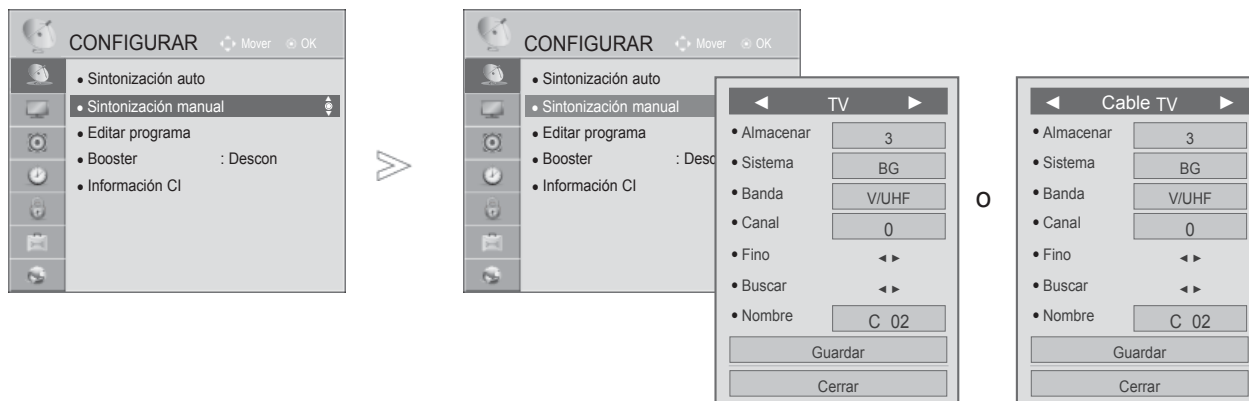 CONFIGURAR Mover OK
• Sintonización auto
• Sintonización manual
• Editar programa
• Booster : Descon
• Información CI
CONFIGURAR Mover OK
• Sintonización auto
• Sintonización manual
• Editar programa
• Booster : Desc
• Información CI
◄ TV ►
• Almacenar 3
• Sistema BG
• Banda V/UHF
• Canal 0
• Fino ◄ ►
• Buscar ◄ ►
• Nombre C 02
Guardar
Cerrar
o
◄ Cable TV ►
• Almacenar 3
• Sistema BG
• Banda V/UHF
• Canal 0
• Fino ◄ ►
• Buscar ◄ ►
• Nombre C 02
Guardar
Cerrar